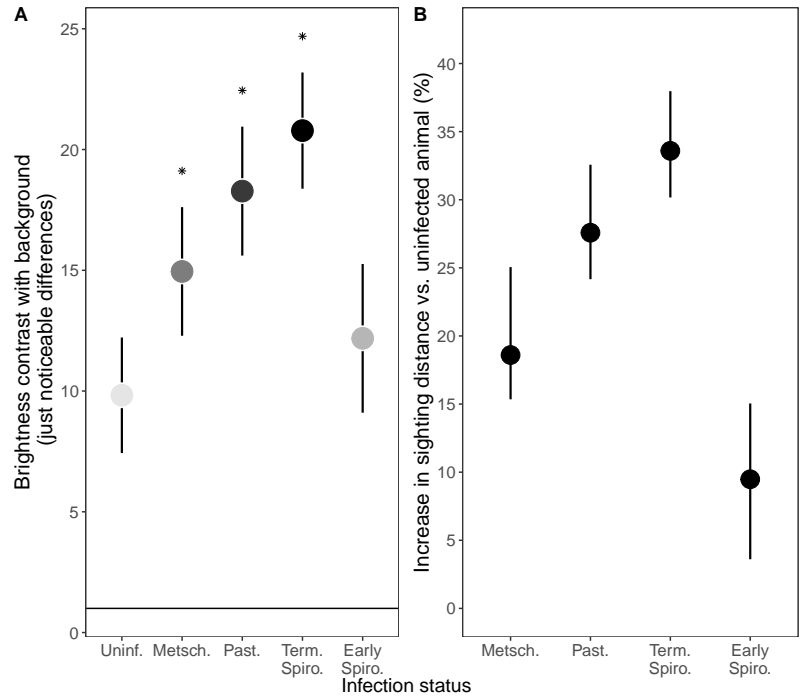 A
Brightness contrast with background
(just noticeable differences)
25
20
15
10
5
0
*
*
*
Uninf.
Metsch.
Past.
Term.
Spiro.
Early
Spiro.
B
Increase in sighting distance vs. uninfected animal (%)
40
35
30
25
20
15
10
5
0
Metsch.
Past.
Term.
Spiro.
Early
Spiro.
Infection status